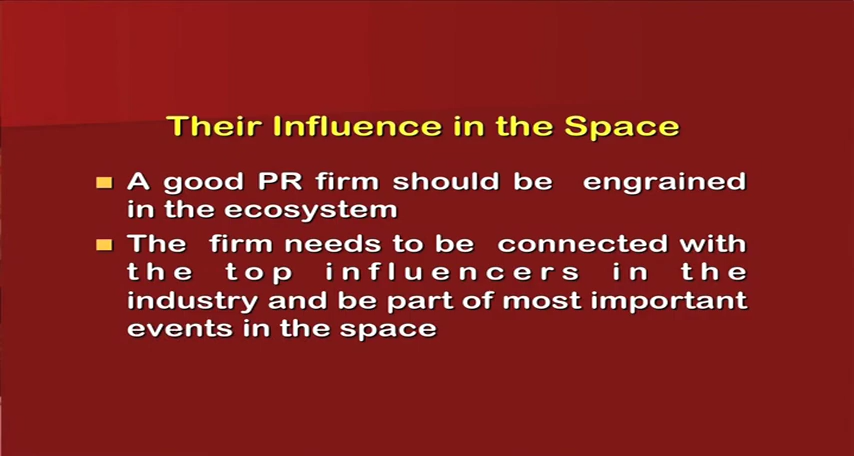 Their Influence in the Space
A good PR firm should be engrained
in the ecosystem
The firm needs to be connected with
the top influencers in the
industry and be part of most important
events in the space